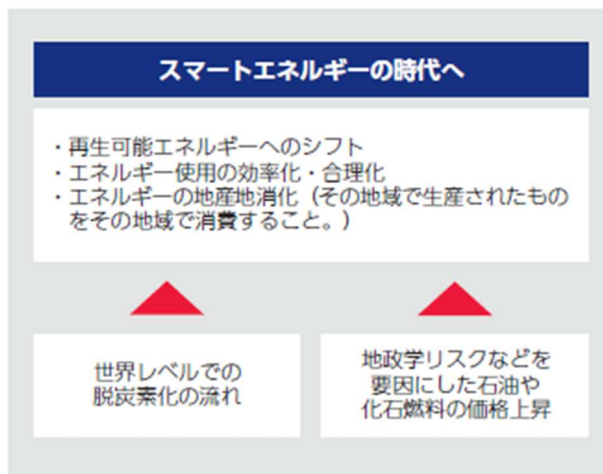 スマートエネルギーの時代へ
・再生可能エネルギーへのシフト
・エネルギー使用の効率化・合理化
・エネルギーの地産地消化（その地域で生産されたもの
をその地域で消費すること。）
世界レベルでの
脱炭素化の流れ
地政学リスクなどを
要因にした石油や
化石燃料の価格上昇